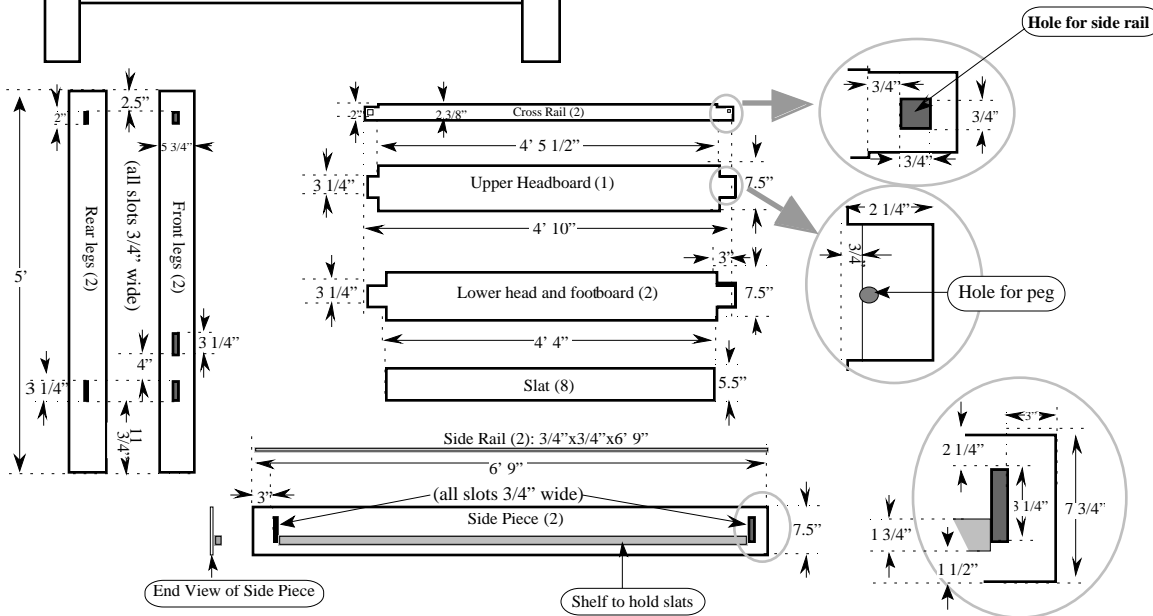 Hole for side rail
3/4”
3/4”
3/4”
2.5”
2”
5 3/4”
(all slots 3/4” wide)
Rear legs (2)
Front legs (2)
5’
3 1/4”
4”
3 1/4”
11
3/4”
2”
2 3/8”
Cross Rail (2)
4’ 5 1/2”
3 1/4”
Upper Headboard (1)
7.5”
4’ 10”
3”
3 1/4”
Lower head and footboard (2)
7.5”
4’ 4”
Slat (8)
5.5”
2 1/4”
3/4”
Hole for peg
Side Rail (2): 3/4”x3/4”x6’ 9”
6’ 9”
3”
(all slots 3/4” wide)
Side Piece (2)
7.5”
End View of Side Piece
Shelf to hold slats
3”
2 1/4”
3 1/4”
7 3/4”
1 3/4”
1 1/2”